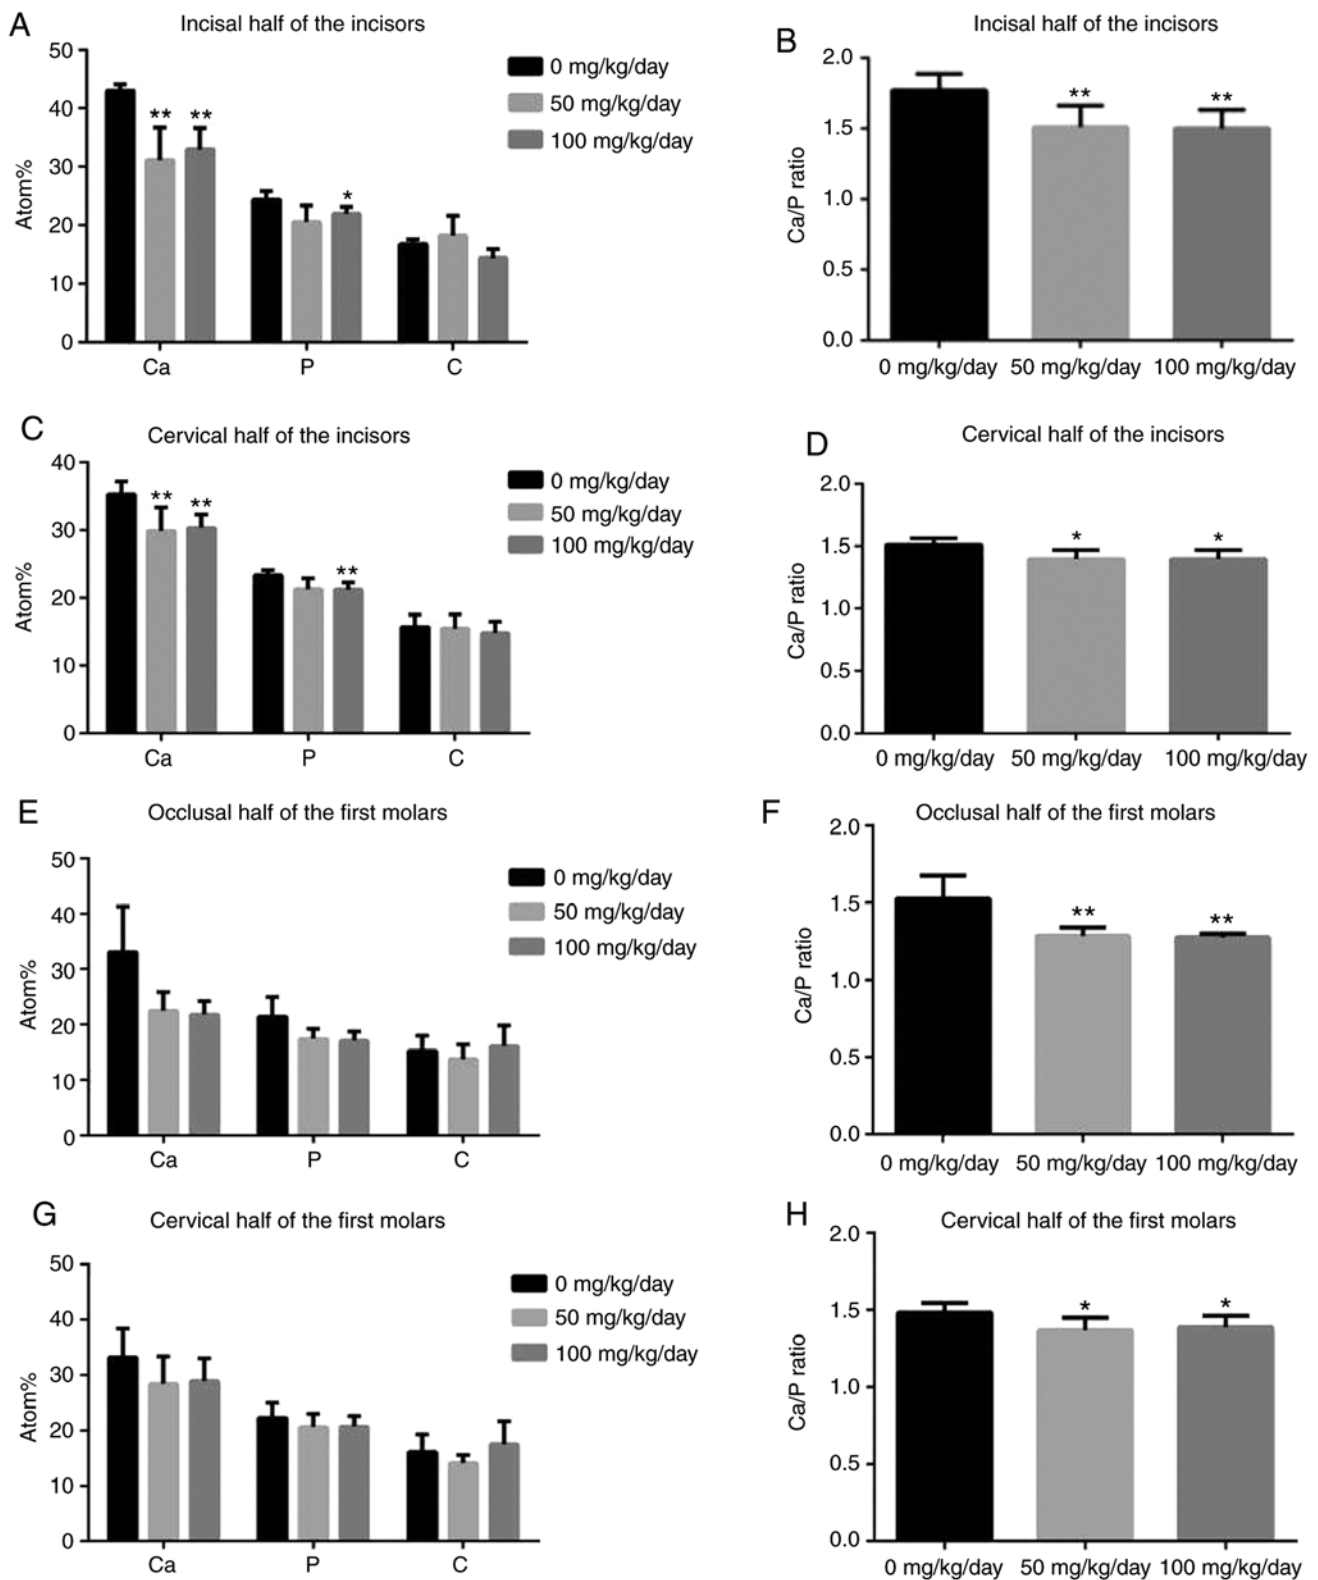 A
Incisal half of the incisors
50
40
30
20
10
0
Atom%
** **
*
Ca P C
0 mg/kg/day
50 mg/kg/day
100 mg/kg/day
B
Incisal half of the incisors
2.0
1.5
1.0
0.5
0.0
Ca/P ratio
** **
0 mg/kg/day 50 mg/kg/day 100 mg/kg/day
C
Cervical half of the incisors
40
30
20
10
0
Atom%
** **
**
Ca P C
0 mg/kg/day
50 mg/kg/day
100 mg/kg/day
D
Cervical half of the incisors
2.0
1.5
1.0
0.5
0.0
Ca/P ratio
* *
0 mg/kg/day 50 mg/kg/day 100 mg/kg/day
E
Occlusal half of the first molars
50
40
30
20
10
0
Atom%
Ca P C
0 mg/kg/day
50 mg/kg/day
100 mg/kg/day
F
Occlusal half of the first molars
2.0
1.5
1.0
0.5
0.0
Ca/P ratio
** **
0 mg/kg/day 50 mg/kg/day 100 mg/kg/day
G
Cervical half of the first molars
50
40
30
20
10
0
Atom%
Ca P C
0 mg/kg/day
50 mg/kg/day
100 mg/kg/day
H
Cervical half of the first molars
2.0
1.5
1.0
0.5
0.0
Ca/P ratio
* *
0 mg/kg/day 50 mg/kg/day 100 mg/kg/day